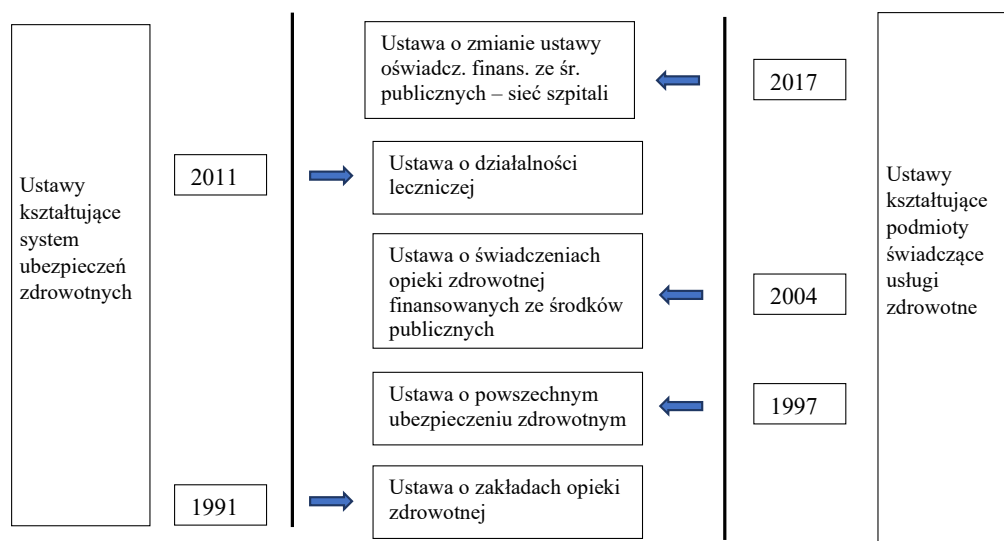 Ustawy
kształtujące
system
ubezpieczeń
zdrowotnych
2011
1991
Ustawa o zmianie ustawy
oświadcz. finans. ze śr.
publicznych – sieć szpitali
Ustawa o działalności
leczniczej
Ustawa o świadczeniach
opieki zdrowotnej
finansowanych ze środków
publicznych
Ustawa o powszechnym
ubezpieczeniu zdrowotnym
Ustawa o zakładach opieki
zdrowotnej
2017
2004
1997
Ustawy
kształtujące
podmioty
świadczące
usługi
zdrowotne